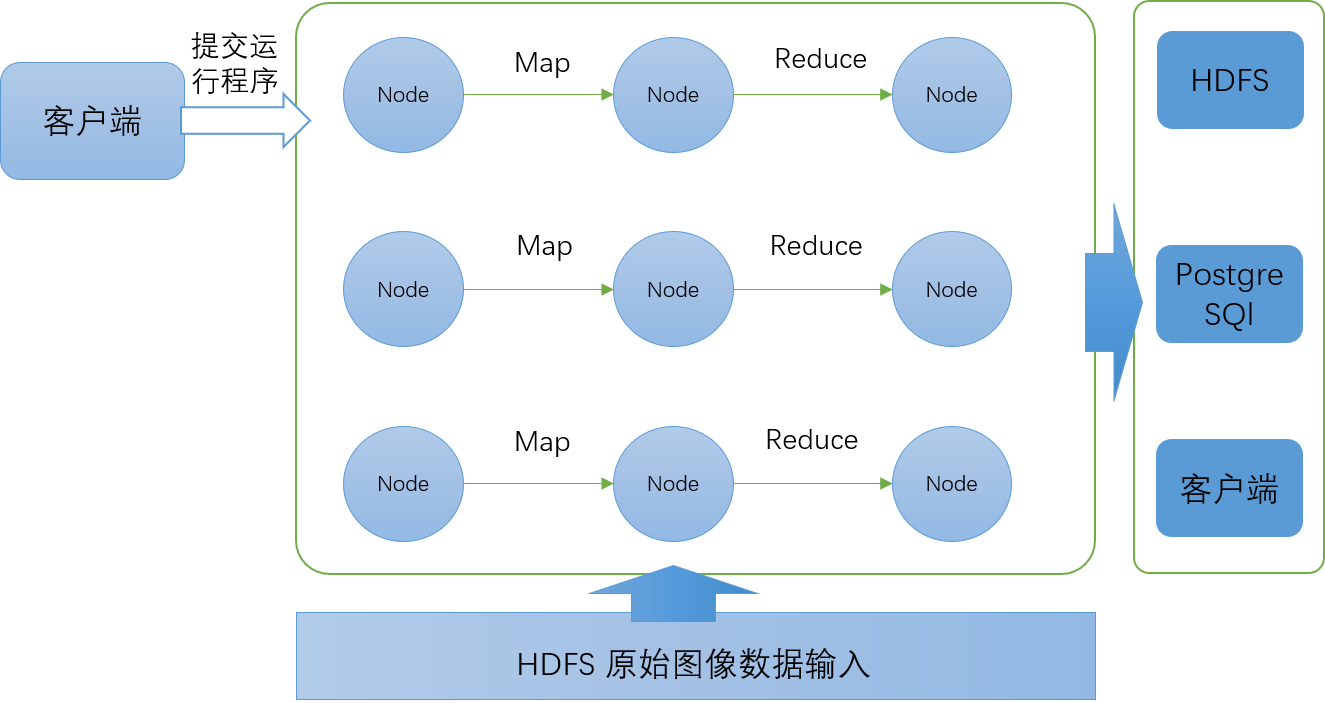 提交运
行程序
客户端
Node
Map
Node
Reduce
Node
Node
Map
Node
Reduce
Node
Node
Map
Node
Reduce
Node
HDFS
Postgre
SQl
客户端
HDFS 原始图像数据输入